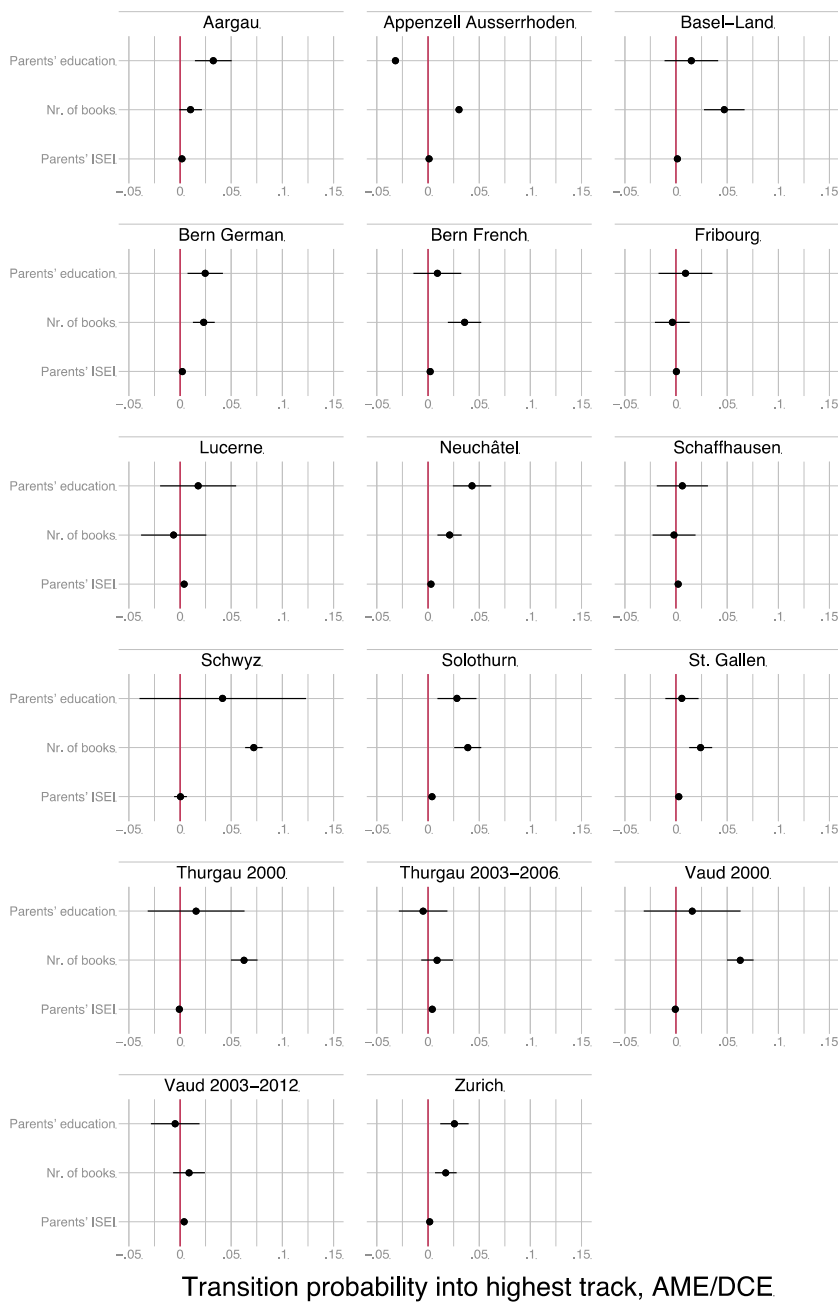 Aargau Appenzell Ausserrhoden Basel–Land
Parents' education
Nr. of books
Parents' ISEI
-.05 0 .05 .1 .15 -.05 0 .05 .1 .15 -.05 0 .05 .1 .15
Bern German Bern French Fribourg
Parents' education
Nr. of books
Parents' ISEI
-.05 0 .05 .1 .15 -.05 0 .05 .1 .15 -.05 0 .05 .1 .15
Lucerne Neuchâtel Schaffhausen
Parents' education
Nr. of books
Parents' ISEI
-.05 0 .05 .1 .15 -.05 0 .05 .1 .15 -.05 0 .05 .1 .15
Schwyz Solothurn St. Gallen
Parents' education
Nr. of books
Parents' ISEI
-.05 0 .05 .1 .15 -.05 0 .05 .1 .15 -.05 0 .05 .1 .15
Thurgau 2000 Thurgau 2003–2006 Vaud 2000
Parents' education
Nr. of books
Parents' ISEI
-.05 0 .05 .1 .15 -.05 0 .05 .1 .15 -.05 0 .05 .1 .15
Vaud 2003–2012 Zurich
Parents' education
Nr. of books
Parents' ISEI
-.05 0 .05 .1 .15 -.05 0 .05 .1 .15
Transition probability into highest track, AME/DCE